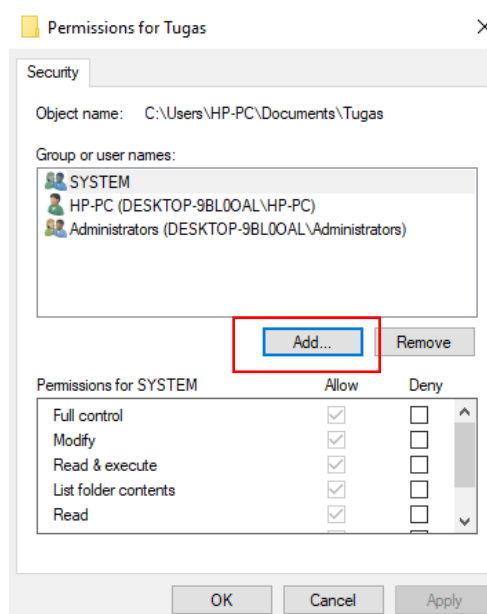 Permissions for Tugas
Security
Object name: C:\Users\HP-PC\Documents\Tugas
Group or user names:
SYSTEM
HP-PC (DESKTOP-9BL0OAL\HP-PC)
Administrators (DESKTOP-9BL0OAL\Administrators)
Add... Remove
Permissions for SYSTEM Allow Deny
Full control
Modify
Read & execute
List folder contents
Read
OK Cancel Apply